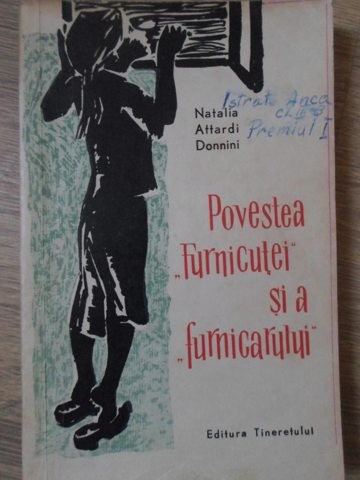 Natalia
Attardi
Donnini
Istrate Anca
Premiul I
Povestea
„Furnicuței"
și a
„furnicarului"
Editura Tineretului